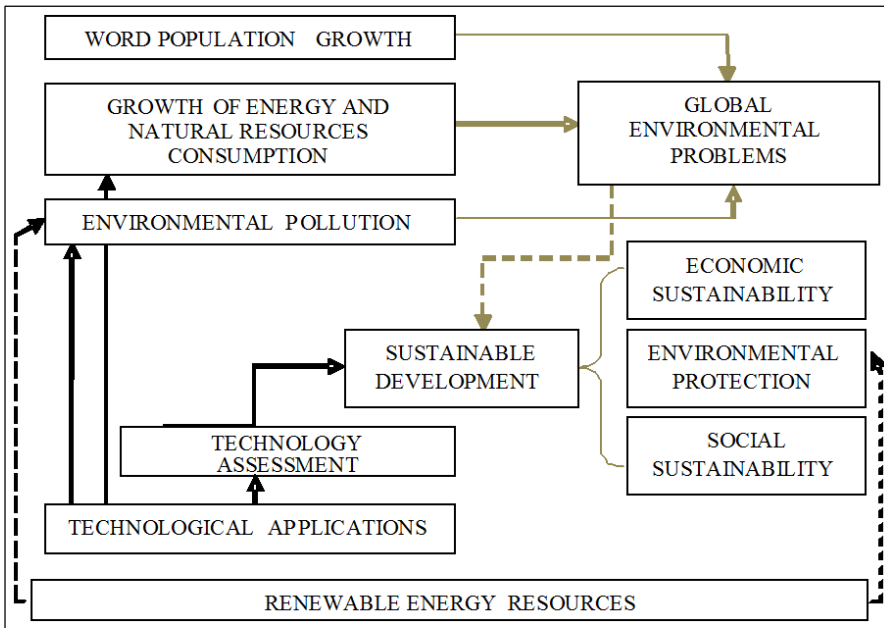 WORD POPULATION GROWTH
GROWTH OF ENERGY AND
NATURAL RESOURCES
CONSUMPTION
GLOBAL
ENVIRONMENTAL
PROBLEMS
ENVIRONMENTAL POLLUTION
ECONOMIC
SUSTAINABILITY
SUSTAINABLE
DEVELOPMENT
ENVIRONMENTAL
PROTECTION
TECHNOLOGY
ASSESSMENT
SOCIAL
SUSTAINABILITY
TECHNOLOGICAL APPLICATIONS
RENEWABLE ENERGY RESOURCES